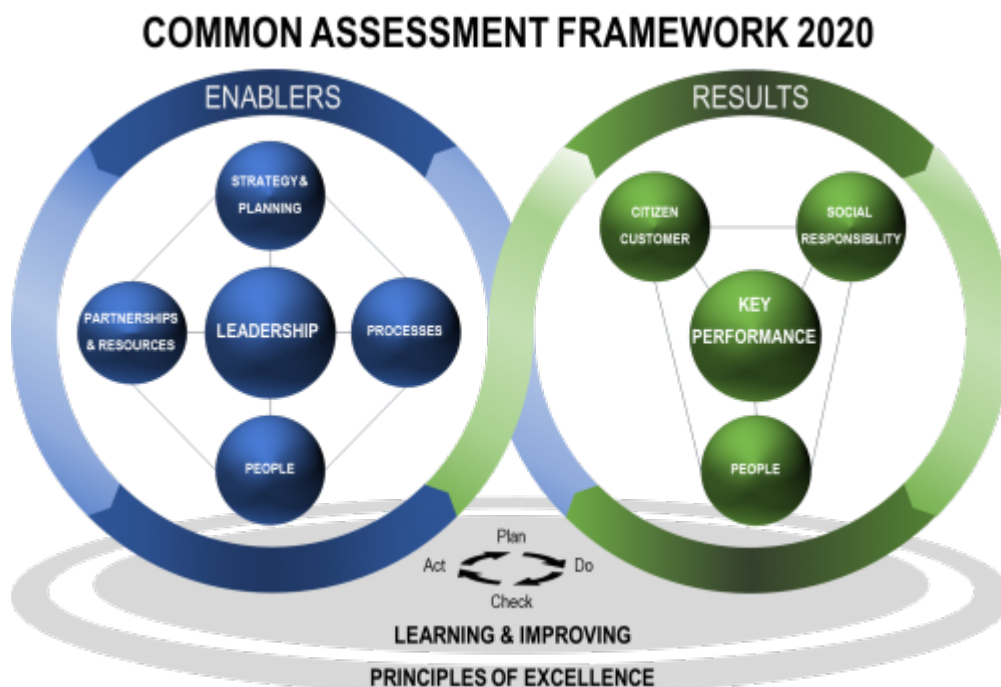 COMMON ASSESSMENT FRAMEWORK 2020
ENABLERS
STRATEGY &
PLANNING
PARTNERSHIPS
& RESOURCES
LEADERSHIP
PROCESSES
PEOPLE
RESULTS
CITIZEN
CUSTOMER
SOCIAL
RESPONSIBILITY
KEY
PERFORMANCE
PEOPLE
Plan
Act
Do
Check
LEARNING & IMPROVING
PRINCIPLES OF EXCELLENCE